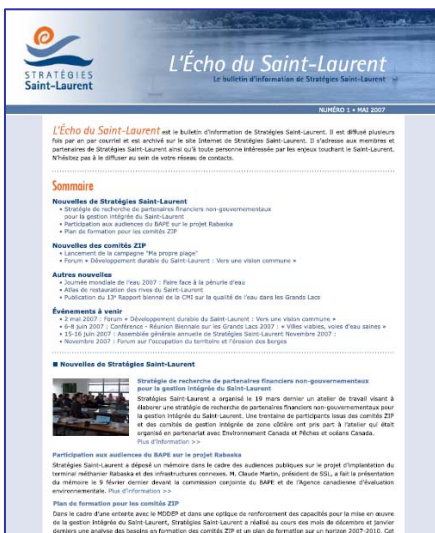 STRATÉGIES
Saint-Laurent
L'Écho du Saint-Laurent
Le bulletin d'information de Stratégies Saint-Laurent
NUMÉRO 1 • MAI 2007
L'Écho du Saint-Laurent est le bulletin d'information de Stratégies Saint-Laurent. Il est diffusé plusieurs
fois par an par courriel et est archivé sur le site Internet de Stratégies Saint-Laurent. Il s'adresse aux membres et
partenaires de Stratégies Saint-Laurent ainsi qu'à toute personne intéressée par les enjeux touchant le Saint-Laurent.
N'hésitez pas à le diffuser au sein de votre réseau de contacts.
Sommaire
Nouvelles de Stratégies Saint-Laurent
• Stratégie de recherche de partenaires financiers non-gouvernementaux
pour la gestion intégrée du Saint-Laurent
• Participation aux audiences du BAPE sur le projet Rabaska
• Plan de formation pour les comités ZIP
Nouvelles des comités ZIP
• Lancement de la campagne "Ma propre plage"
• Forum « Développement durable du Saint-Laurent : Vers une vision commune »
Autres nouvelles
• Journée mondiale de l'eau 2007 : Faire face à la pénurie d'eau
• Atlas de restauration des rives du Saint-Laurent
• Publication du 13e Rapport biennal de la CMI sur la qualité de l'eau dans les Grands Lacs
Événements à venir
• 2 mai 2007 : Forum « Développement durable du Saint-Laurent : Vers une vision commune »
• 6-8 juin 2007 : Conférence - Réunion Biennale sur les Grands Lacs 2007 : « Villes viables, voies d'eau saines »
• 15-16 juin 2007 : Assemblée générale annuelle de Stratégies Saint-Laurent Novembre 2007 :
• Novembre 2007 : Forum sur l'occupation du territoire et l'érosion des berges
■ Nouvelles de Stratégies Saint-Laurent
Stratégie de recherche de partenaires financiers non-gouvernementaux
pour la gestion intégrée du Saint-Laurent
Stratégies Saint-Laurent a organisé le 19 mars dernier un atelier de travail visant à
élaborer une stratégie de recherche de partenaires financiers non-gouvernementaux pour
la gestion intégrée du Saint-Laurent. Une trentaine de participants issus des comités ZIP
et des comités de gestion intégrée de zone côtière ont pris part à l'atelier qui était
organisé en partenariat avec Environnement Canada et Pêches et océans Canada.
Plus d'information >>
Participation aux audiences du BAPE sur le projet Rabaska
Stratégies Saint-Laurent a déposé un mémoire dans le cadre des audiences publiques sur le projet d'implantation du
terminal méthanier Rabaska et des infrastructures connexes. M. Claude Martin, président de SSL, a fait la présentation
du mémoire le 9 février dernier devant la commission conjointe du BAPE et de l'Agence canadienne d'évaluation
environnementale. Plus d'information >>
Plan de formation pour les comités ZIP
Dans le cadre d'une entente avec le MDDEP et dans une optique de renforcement des capacités pour la mise en œuvre
de la gestion intégrée du Saint-Laurent, Stratégies Saint-Laurent a réalisé au cours des mois de décembre et janvier
derniers une analyse des besoins en formation des comités ZIP et un plan de formation sur un horizon 2007-2010. Cet